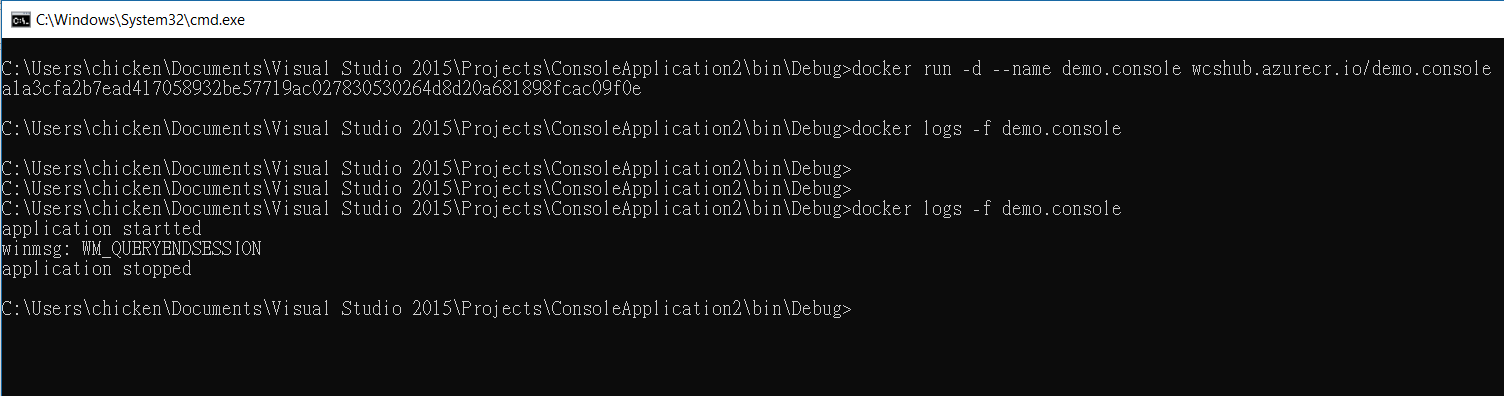 C:\Windows\System32\cmd.exe
C:\Users\chicken\Documents\Visual Studio 2015\Projects\ConsoleApplication2\bin\Debug>docker run -d --name demo.console wcshub.azurecr.io/demo.console
a1a3cfa2b7ead417058932be57719ac027830530264d8d20a681898fcac09f0e
C:\Users\chicken\Documents\Visual Studio 2015\Projects\ConsoleApplication2\bin\Debug>docker logs -f demo.console
C:\Users\chicken\Documents\Visual Studio 2015\Projects\ConsoleApplication2\bin\Debug>
C:\Users\chicken\Documents\Visual Studio 2015\Projects\ConsoleApplication2\bin\Debug>
C:\Users\chicken\Documents\Visual Studio 2015\Projects\ConsoleApplication2\bin\Debug>docker logs -f demo.console
application startted
winmsg: WM_QUERYENDSESSION
application stopped
C:\Users\chicken\Documents\Visual Studio 2015\Projects\ConsoleApplication2\bin\Debug>